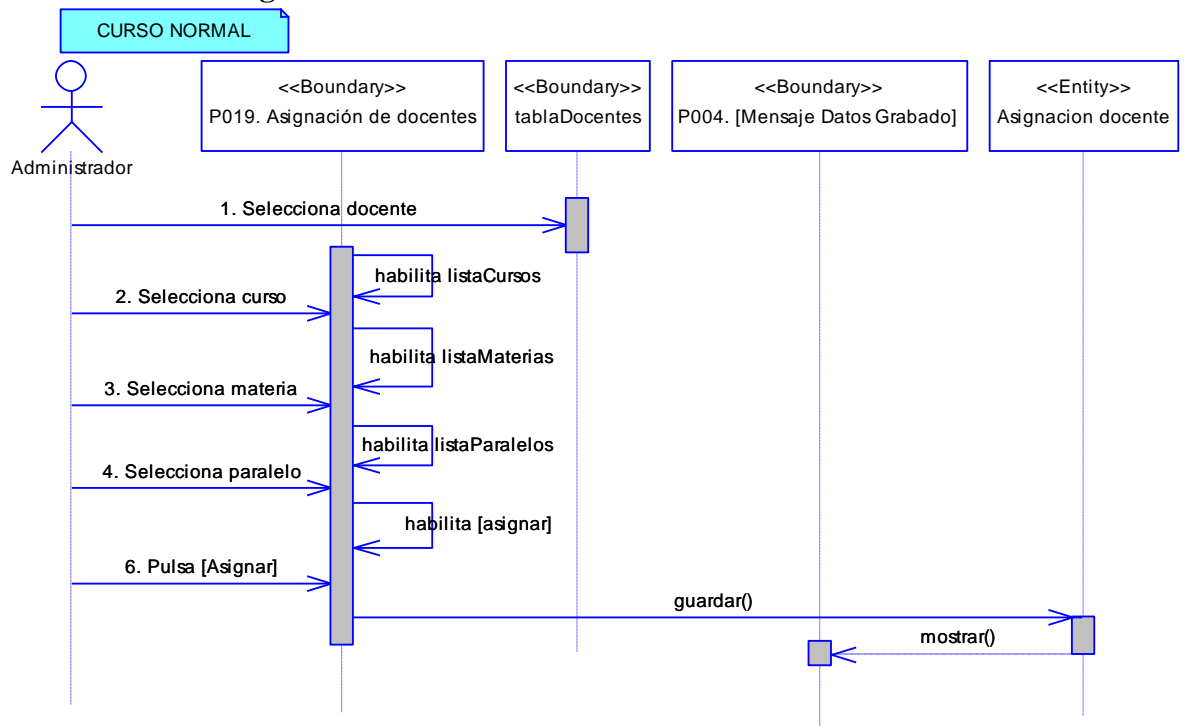 CURSO NORMAL
Administrador
<<Boundary>>
P019. Asignación de docentes
<<Boundary>>
tablaDocentes
<<Boundary>>
P004. [Mensaje Datos Grabado]
<<Entity>>
Asignacion docente
1. Selecciona docente
habilita listaCursos
2. Selecciona curso
habilita listaMaterias
3. Selecciona materia
habilita listaParalelos
4. Selecciona paralelo
habilita [asignar]
6. Pulsa [Asignar]
guardar()
mostrar()